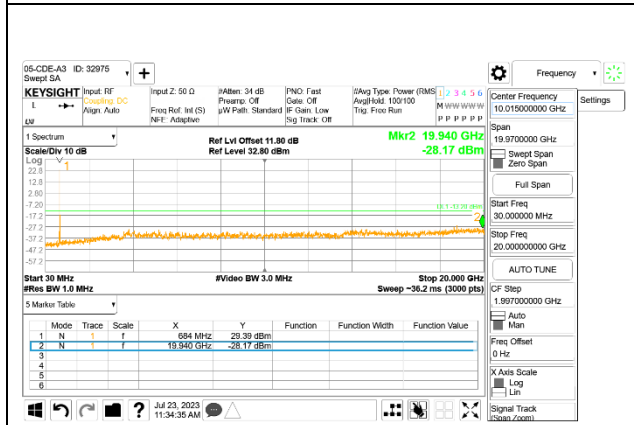 05-CDE-A3 ID: 32975
Swept SA
Frequency
KEYSIGHT
Input: RF
Coupling: DC
Align: Auto
Input Z: 50 Ω
Freq Ref: Int (S)
NFE: Adaptive
#Atten: 34 dB
Preamp: Off
µW Path: Standard
PNO: Fast
Gate: Off
IF Gain: Low
Sig Track: Off
#Avg Type: Power (RMS
Avg|Hold: 100/100
Trig: Free Run
1 2 3 4 5 6
M W W W W W
P P P P P P
1 Spectrum
Scale/Div 10 dB
Ref Lvl Offset 11.80 dB
Ref Level 32.80 dBm
Mkr2 19.940 GHz
-28.17 dBm
Log
22.8
12.8
2.80
-7.20
-17.2
-27.2
-37.2
-47.2
-57.2
1
2
Start 30 MHz
#Res BW 1.0 MHz
#Video BW 3.0 MHz
Stop 20.000 GHz
Sweep ~36.2 ms (3000 pts)
5 Marker Table
Mode Trace Scale X Y Function Function Width Function Value
1 N 1 f 684 MHz 29.39 dBm
2 N 1 f 19.940 GHz -28.17 dBm
3
4
5
6
Jul 23, 2023
11:34:35 AM
Center Frequency
10.015000000 GHz
Settings
Span
19.9700000 GHz
Swept Span
Zero Span
Full Span
Start Freq
30.000000 MHz
Stop Freq
20.000000000 GHz
AUTO TUNE
CF Step
1.997000000 GHz
Auto
Man
Freq Offset
0 Hz
X Axis Scale
Log
Lin
Signal Track
(Span Zoom)